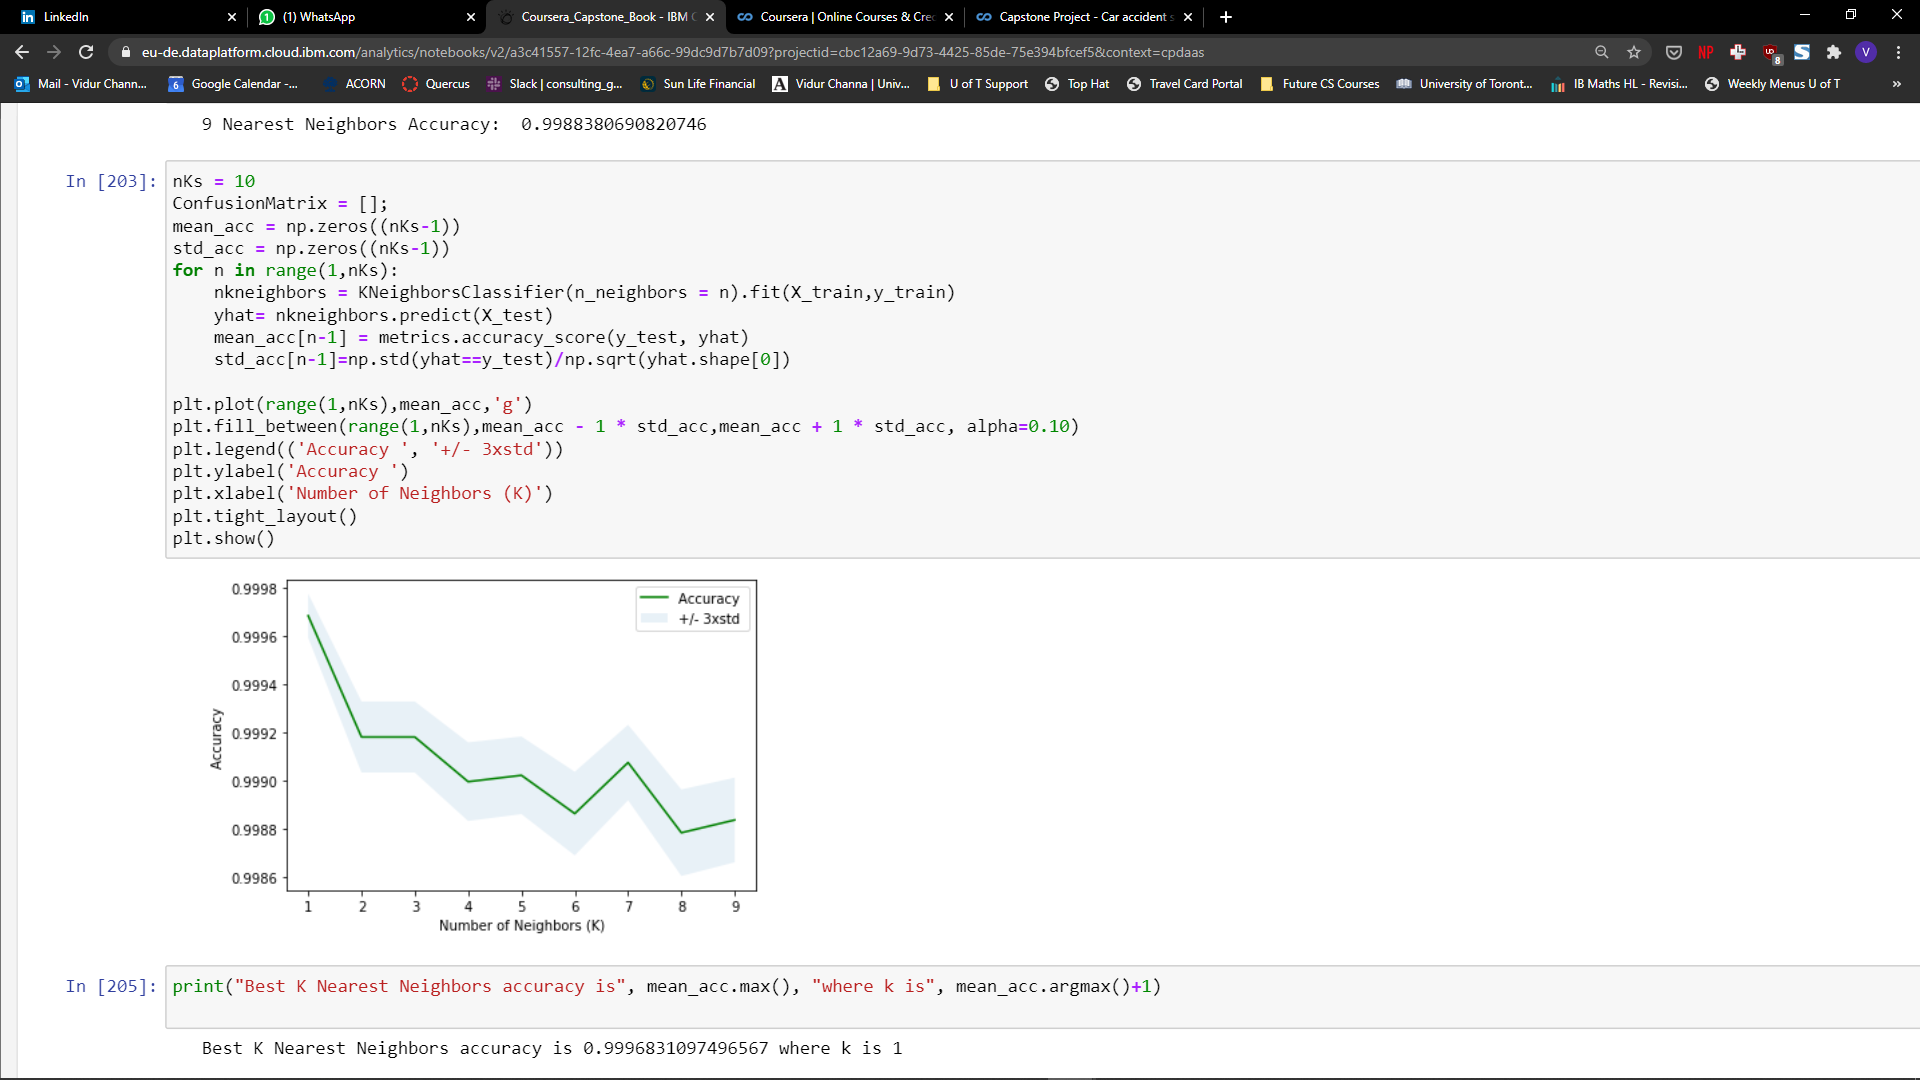 LinkedIn
(1) WhatsApp
Coursera_Capstone_Book - IBM
Coursera | Online Courses & Cre
Capstone Project - Car accident s
eu-de.dataplatform.cloud.ibm.com/analytics/notebooks/v2/a3c41557-12fc-4ea7-a66c-99dc9d7b7d09?projectid=cbc12a69-9d73-4425-85de-75e394bfcef5&context=cpdaas
NP
8
V
Mail - Vidur Chann...
6
Google Calendar -...
ACORN
Quercus
Slack | consulting_g...
Sun Life Financial
Vidur Channa | Univ...
U of T Support
Top Hat
Travel Card Portal
Future CS Courses
University of Toront...
IB Maths HL - Revisi...
Weekly Menus U of T
»
9 Nearest Neighbors Accuracy:  0.9988380690820746
In [203]:
nKs = 10
ConfusionMatrix = [];
mean_acc = np.zeros((nKs-1))
std_acc = np.zeros((nKs-1))
for n in range(1,nKs):
    nkneighbors = KNeighborsClassifier(n_neighbors = n).fit(X_train,y_train)
    yhat= nkneighbors.predict(X_test)
    mean_acc[n-1] = metrics.accuracy_score(y_test, yhat)
    std_acc[n-1]=np.std(yhat==y_test)/np.sqrt(yhat.shape[0])
plt.plot(range(1,nKs),mean_acc,'g')
plt.fill_between(range(1,nKs),mean_acc - 1 * std_acc,mean_acc + 1 * std_acc, alpha=0.10)
plt.legend(('Accuracy ', '+/- 3xstd'))
plt.ylabel('Accuracy ')
plt.xlabel('Number of Neighbors (K)')
plt.tight_layout()
plt.show()
Accuracy
+/- 3xstd
0.9998
0.9996
0.9994
0.9992
0.9990
0.9988
0.9986
Accuracy
1 2 3 4 5 6 7 8 9
Number of Neighbors (K)
In [205]:
print("Best K Nearest Neighbors accuracy is", mean_acc.max(), "where k is", mean_acc.argmax()+1)
Best K Nearest Neighbors accuracy is 0.9996831097496567 where k is 1